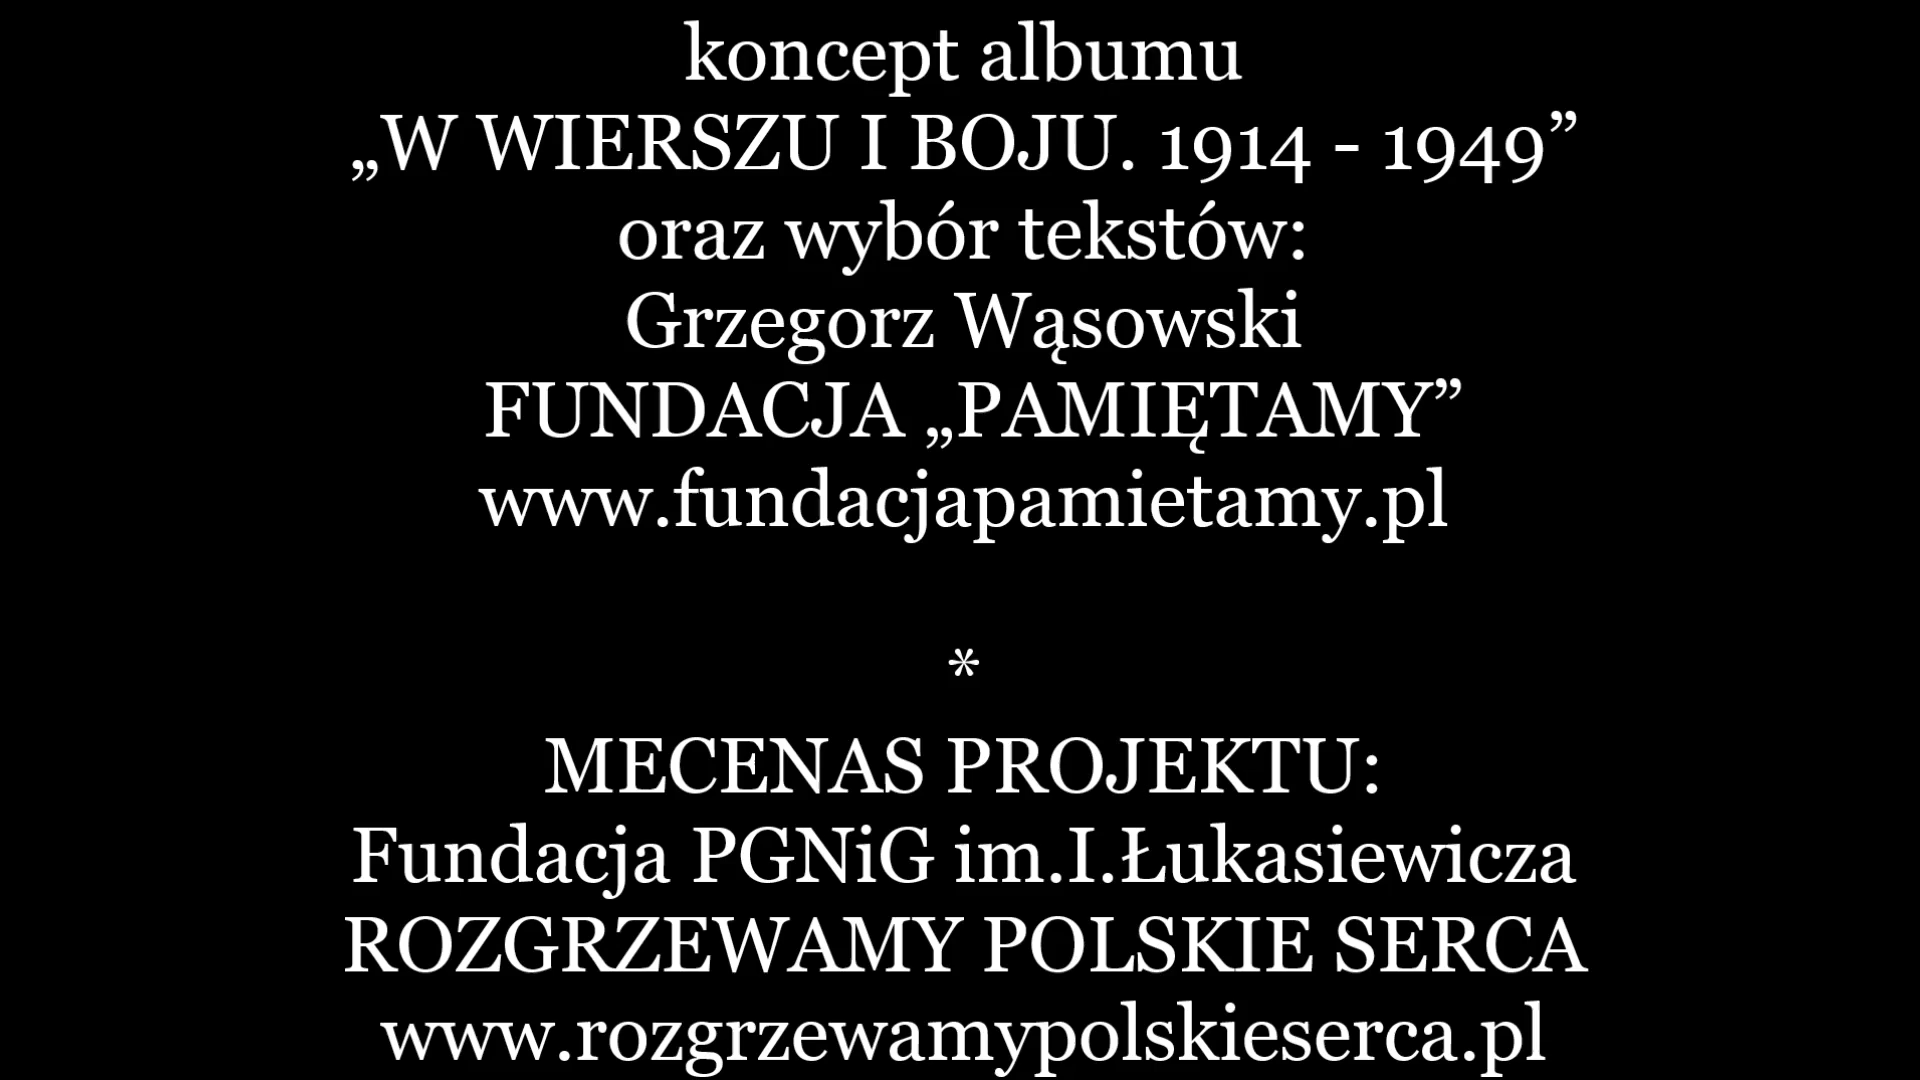 koncept albumu
„W WIERSZU I BOJU. 1914 - 1949”
oraz wybór tekstów:
Grzegorz Wąsowski
FUNDACJA „PAMIĘTAMY”
www.fundacjapamietamy.pl
*
MECENAS PROJEKTU:
Fundacja PGNiG im.I.Łukasiewicza
ROZGRZEWAMY POLSKIE SERCA
www.rozgrzewamypolskieserca.pl